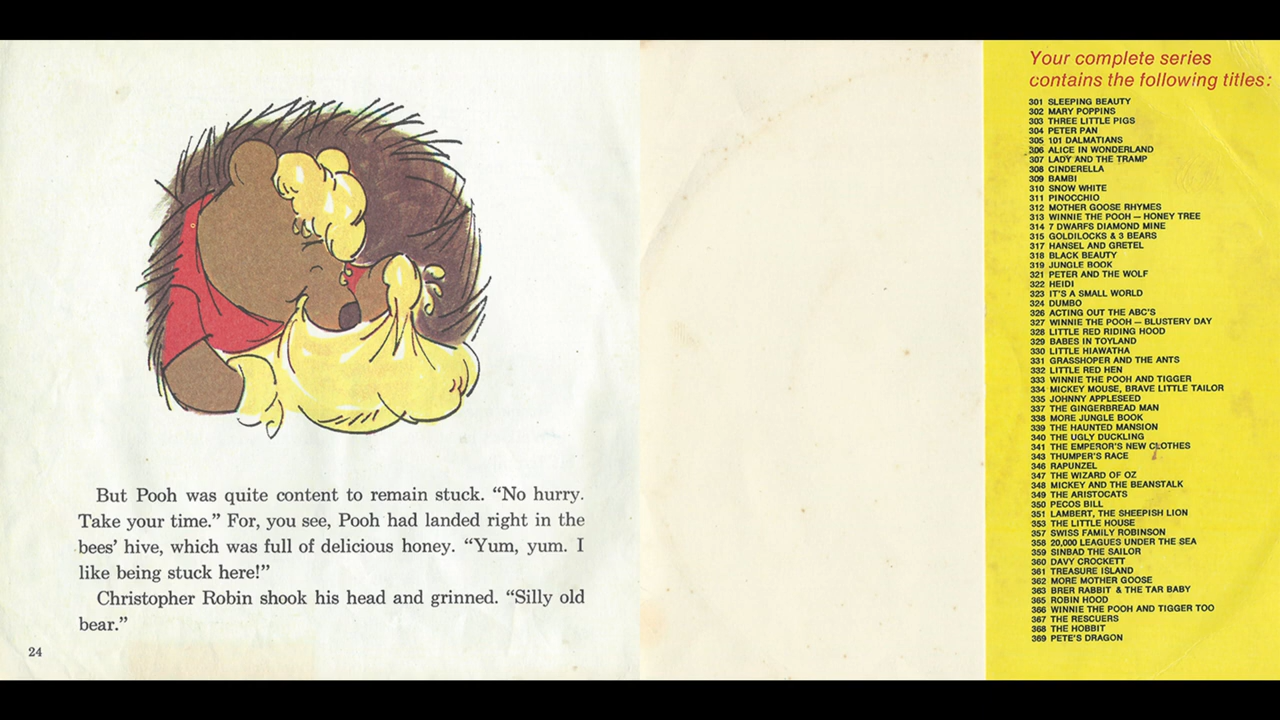 But Pooh was quite content to remain stuck. “No hurry.
Take your time.” For, you see, Pooh had landed right in the
bees’ hive, which was full of delicious honey. “Yum, yum. I
like being stuck here!”
Christopher Robin shook his head and grinned. “Silly old
bear.”
24
Your complete series
contains the following titles:
301 SLEEPING BEAUTY
302 MARY POPPINS
303 THREE LITTLE PIGS
304 PETER PAN
305 101 DALMATIANS
306 ALICE IN WONDERLAND
307 LADY AND THE TRAMP
308 CINDERELLA
309 BAMBI
310 SNOW WHITE
311 PINOCCHIO
312 MOTHER GOOSE RHYMES
313 WINNIE THE POOH — HONEY TREE
314 7 DWARFS DIAMOND MINE
315 GOLDILOCKS & 3 BEARS
317 HANSEL AND GRETEL
318 BLACK BEAUTY
319 JUNGLE BOOK
321 PETER AND THE WOLF
322 HEIDI
323 IT'S A SMALL WORLD
324 DUMBO
326 ACTING OUT THE ABC'S
327 WINNIE THE POOH — BLUSTERY DAY
328 LITTLE RED RIDING HOOD
329 BABES IN TOYLAND
330 LITTLE HIAWATHA
331 GRASSHOPER AND THE ANTS
332 LITTLE RED HEN
333 WINNIE THE POOH AND TIGGER
334 MICKEY MOUSE, BRAVE LITTLE TAILOR
335 JOHNNY APPLESEED
337 THE GINGERBREAD MAN
338 MORE JUNGLE BOOK
339 THE HAUNTED MANSION
340 THE UGLY DUCKLING
341 THE EMPEROR'S NEW CLOTHES
343 THUMPER'S RACE
346 RAPUNZEL
347 THE WIZARD OF OZ
348 MICKEY AND THE BEANSTALK
349 THE ARISTOCATS
350 PECOS BILL
351 LAMBERT, THE SHEEPISH LION
353 THE LITTLE HOUSE
357 SWISS FAMILY ROBINSON
358 20,000 LEAGUES UNDER THE SEA
359 SINBAD THE SAILOR
360 DAVY CROCKETT
361 TREASURE ISLAND
362 MORE MOTHER GOOSE
363 BRER RABBIT & THE TAR BABY
365 ROBIN HOOD
366 WINNIE THE POOH AND TIGGER TOO
367 THE RESCUERS
368 THE HOBBIT
369 PETE'S DRAGON